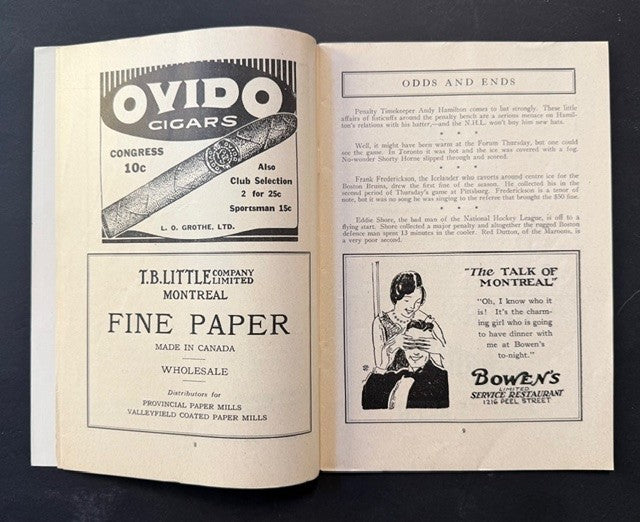 OVIDO
CIGARS
CONGRESS
10c
Also
Club Selection
2 for 25c
Sportsman 15c
L. O. GROTHE, LTD.
T.B. LITTLE COMPANY LIMITED
MONTREAL
FINE PAPER
MADE IN CANADA
WHOLESALE
Distributors for
PROVINCIAL PAPER MILLS
VALLEYFIELD COATED PAPER MILLS
8
ODDS AND ENDS
Penalty Timekeeper Andy Hamilton comes to bat strongly. These little
affairs of fisticuffs around the penalty bench are a serious menace on Hamil-
ton's relations with his hatter,—and the N.H.L. won't buy him new hats.
* * *
Well, it might have been warm at the Forum Thursday, but one could
see the game. In Toronto it was hot and the ice was covered with a fog.
No-wonder Shorty Horne slipped through and scored.
* * *
Frank Frederickson, the Icelander who cavorts around centre ice for the
Boston Bruins, drew the first fine of the season. He collected his in the
second period of Thursday's game at Pittsburg. Frederickson is a tenor of
note, but it was no song he was singing to the referee that brought the $50 fine.
* * *
Eddie Shore, the bad man of the National Hockey League, is off to a
flying start. Shore collected a major penalty and altogether the rugged Boston
defence man spent 13 minutes in the cooler. Red Dutton, of the Maroons, is
a very poor second.
"The TALK OF
MONTREAL"
"Oh, I know who it
is! It's the charm-
ing girl who is going
to have dinner with
me at Bowen's
to-night."
BOWEN'S
LIMITED
SERVICE RESTAURANT
1216 PEEL STREET
9